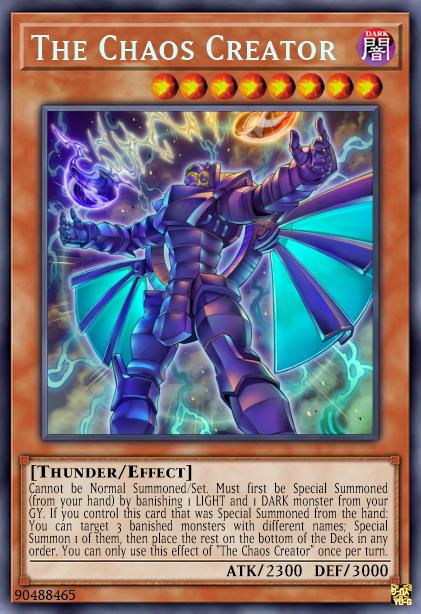 THE CHAOS CREATOR
DARK
闇
[THUNDER/EFFECT]
Cannot be Normal Summoned/Set. Must first be Special Summoned
(from your hand) by banishing 1 LIGHT and 1 DARK monster from your
GY. If you control this card that was Special Summoned from the hand:
You can target 3 banished monsters with different names; Special
Summon 1 of them, then place the rest on the bottom of the Deck in any
order. You can only use this effect of "The Chaos Creator" once per turn.
ATK/2300 DEF/3000
90488465